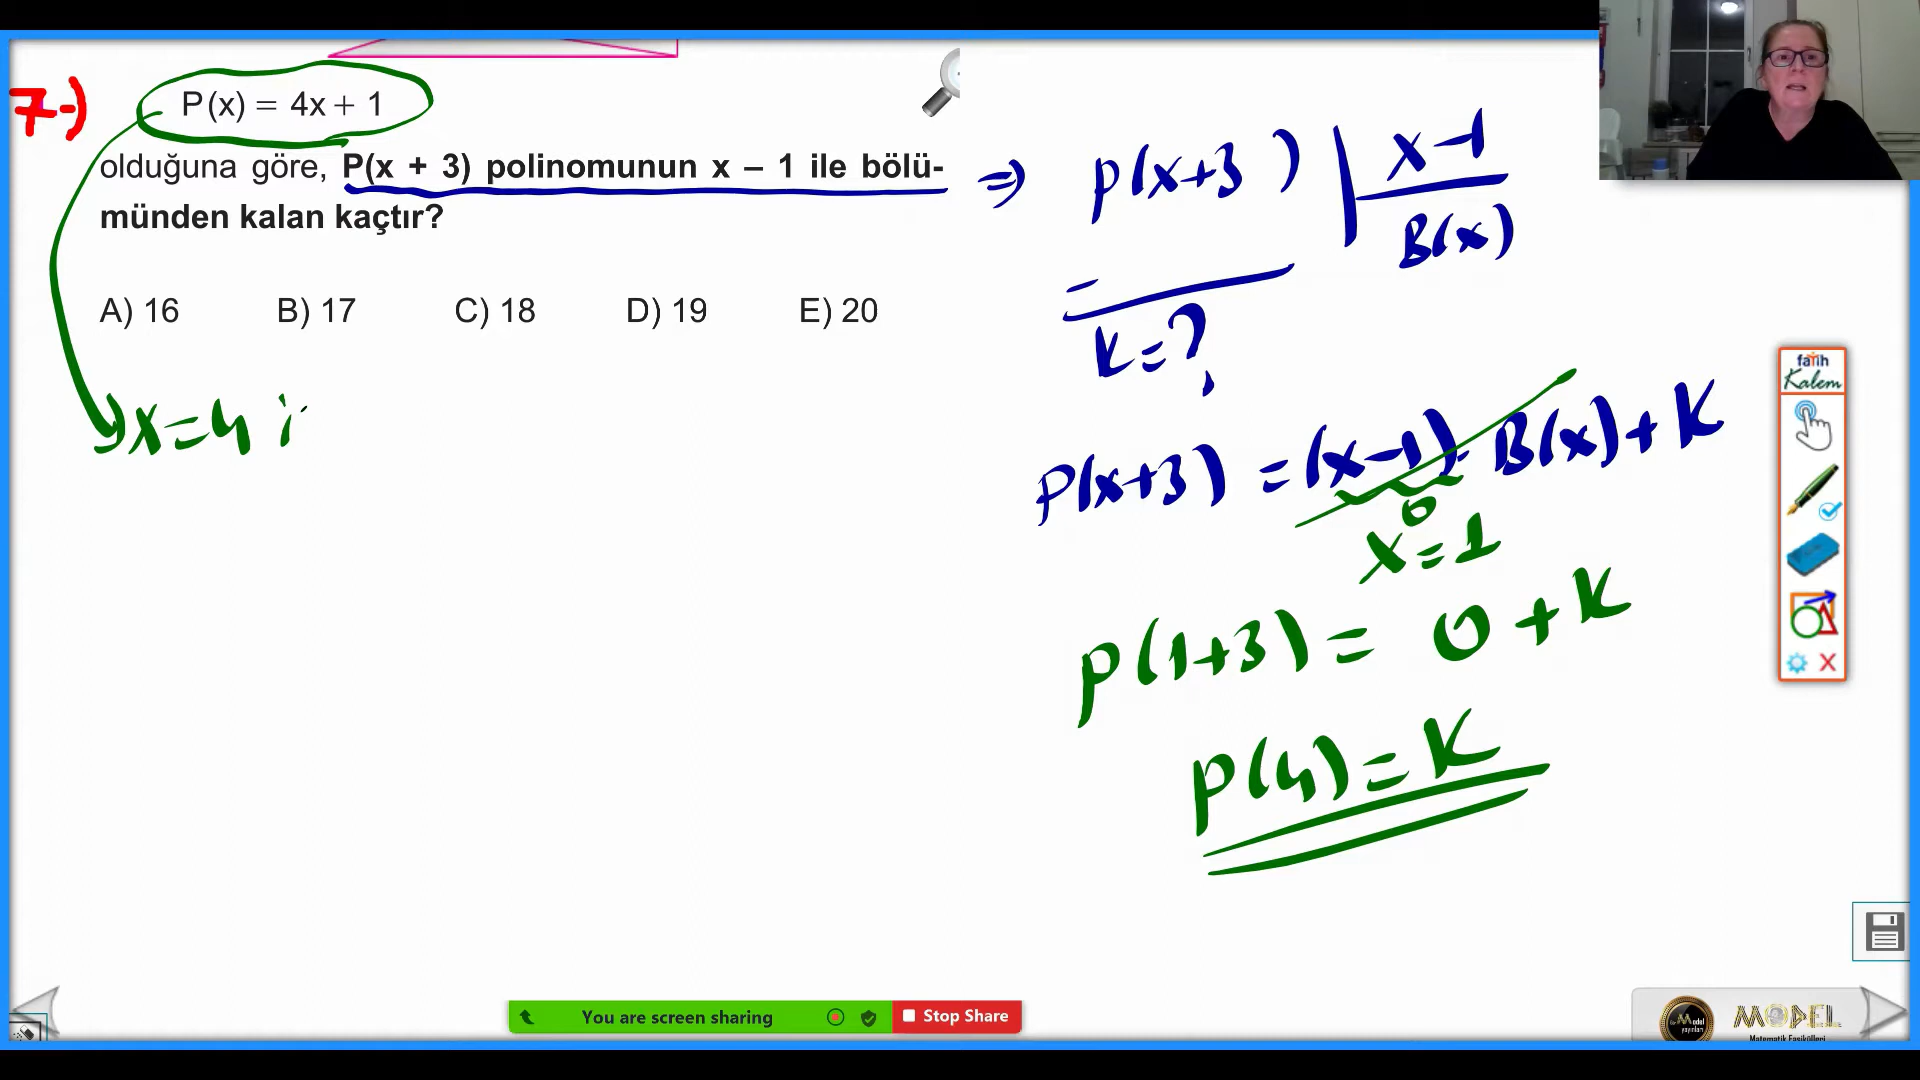 7-) P(x) = 4x + 1
olduğuna göre, P(x + 3) polinomunun x – 1 ile bölü-
münden kalan kaçtır?
A) 16 B) 17 C) 18 D) 19 E) 20
x=4 i
⇒ P(x+3) | x-1
B(x)
-
K=?
P(x+3) = (x-1) . B(x)+K
0
x=1
P(1+3) = 0+K
P(4)=K
fatih
Kalem
You are screen sharing
Stop Share
MODEL
Matematik Fasikülleri